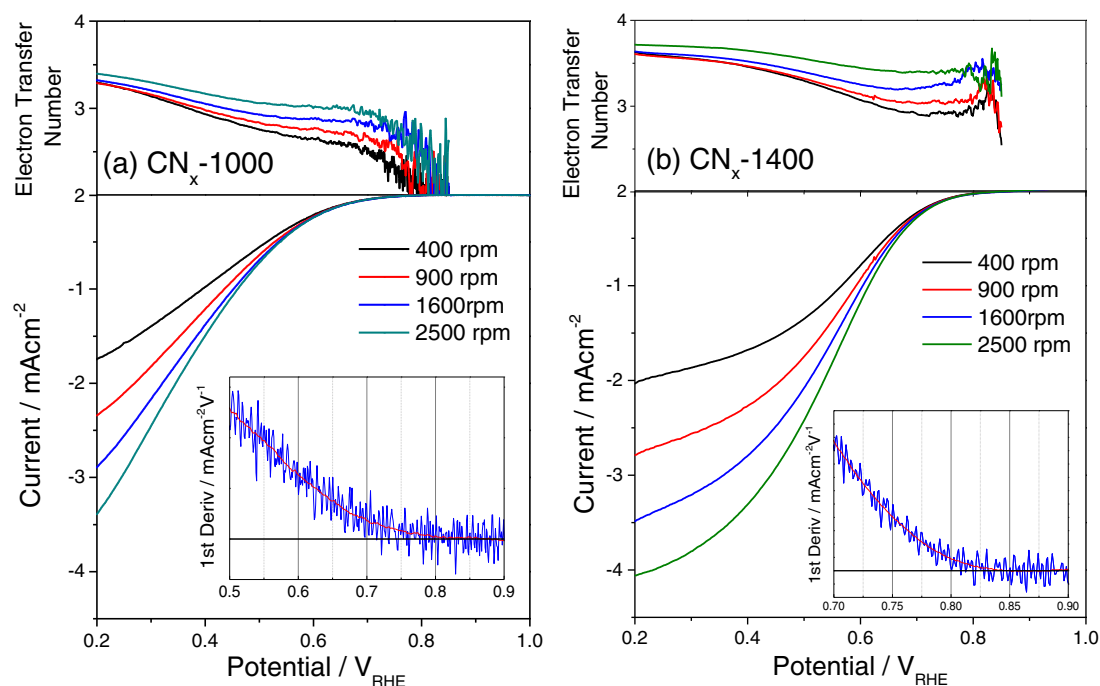 4
3
2
Electron Transfer
Number
(a) CNx-1000
-1
-2
-3
-4
Current / mAcm-2
400 rpm
900 rpm
1600rpm
2500 rpm
1st Deriv / mAcm-2V-1
0.5 0.6 0.7 0.8 0.9
0.2 0.4 0.6 0.8 1.0
Potential / VRHE
4
3
2
Electron Transfer
Number
(b) CNx-1400
-1
-2
-3
-4
Current / mAcm-2
400 rpm
900 rpm
1600rpm
2500 rpm
1st Deriv / mAcm-2V-1
0.70 0.75 0.80 0.85 0.90
0.2 0.4 0.6 0.8 1.0
Potential / VRHE